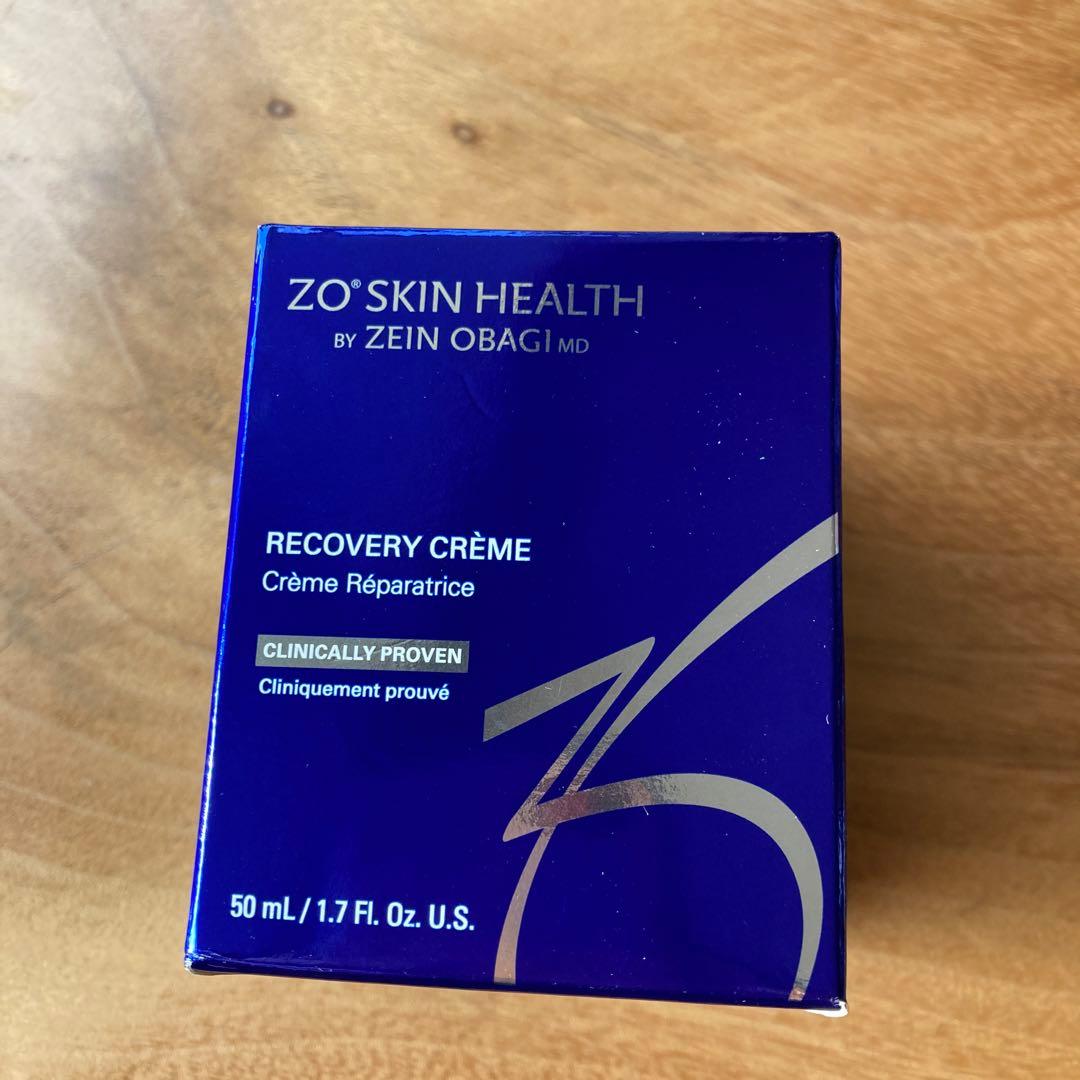 ZO® SKIN HEALTH
BY ZEIN OBAGI MD
RECOVERY CRÈME
Crème Réparatrice
CLINICALLY PROVEN
Cliniquement prouvé
50 mL / 1.7 Fl. Oz. U.S.